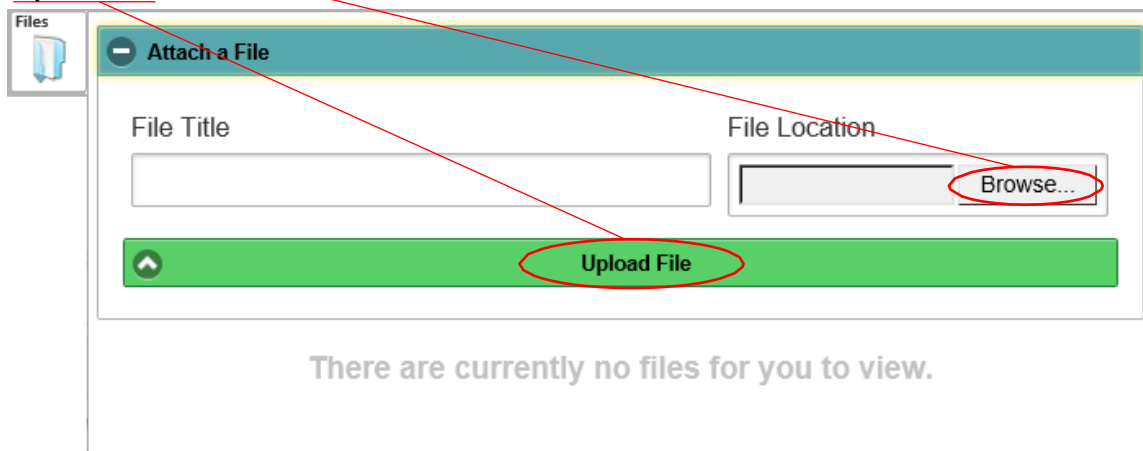 Files
Attach a File
File Title
File Location
Browse...
Upload File
There are currently no files for you to view.